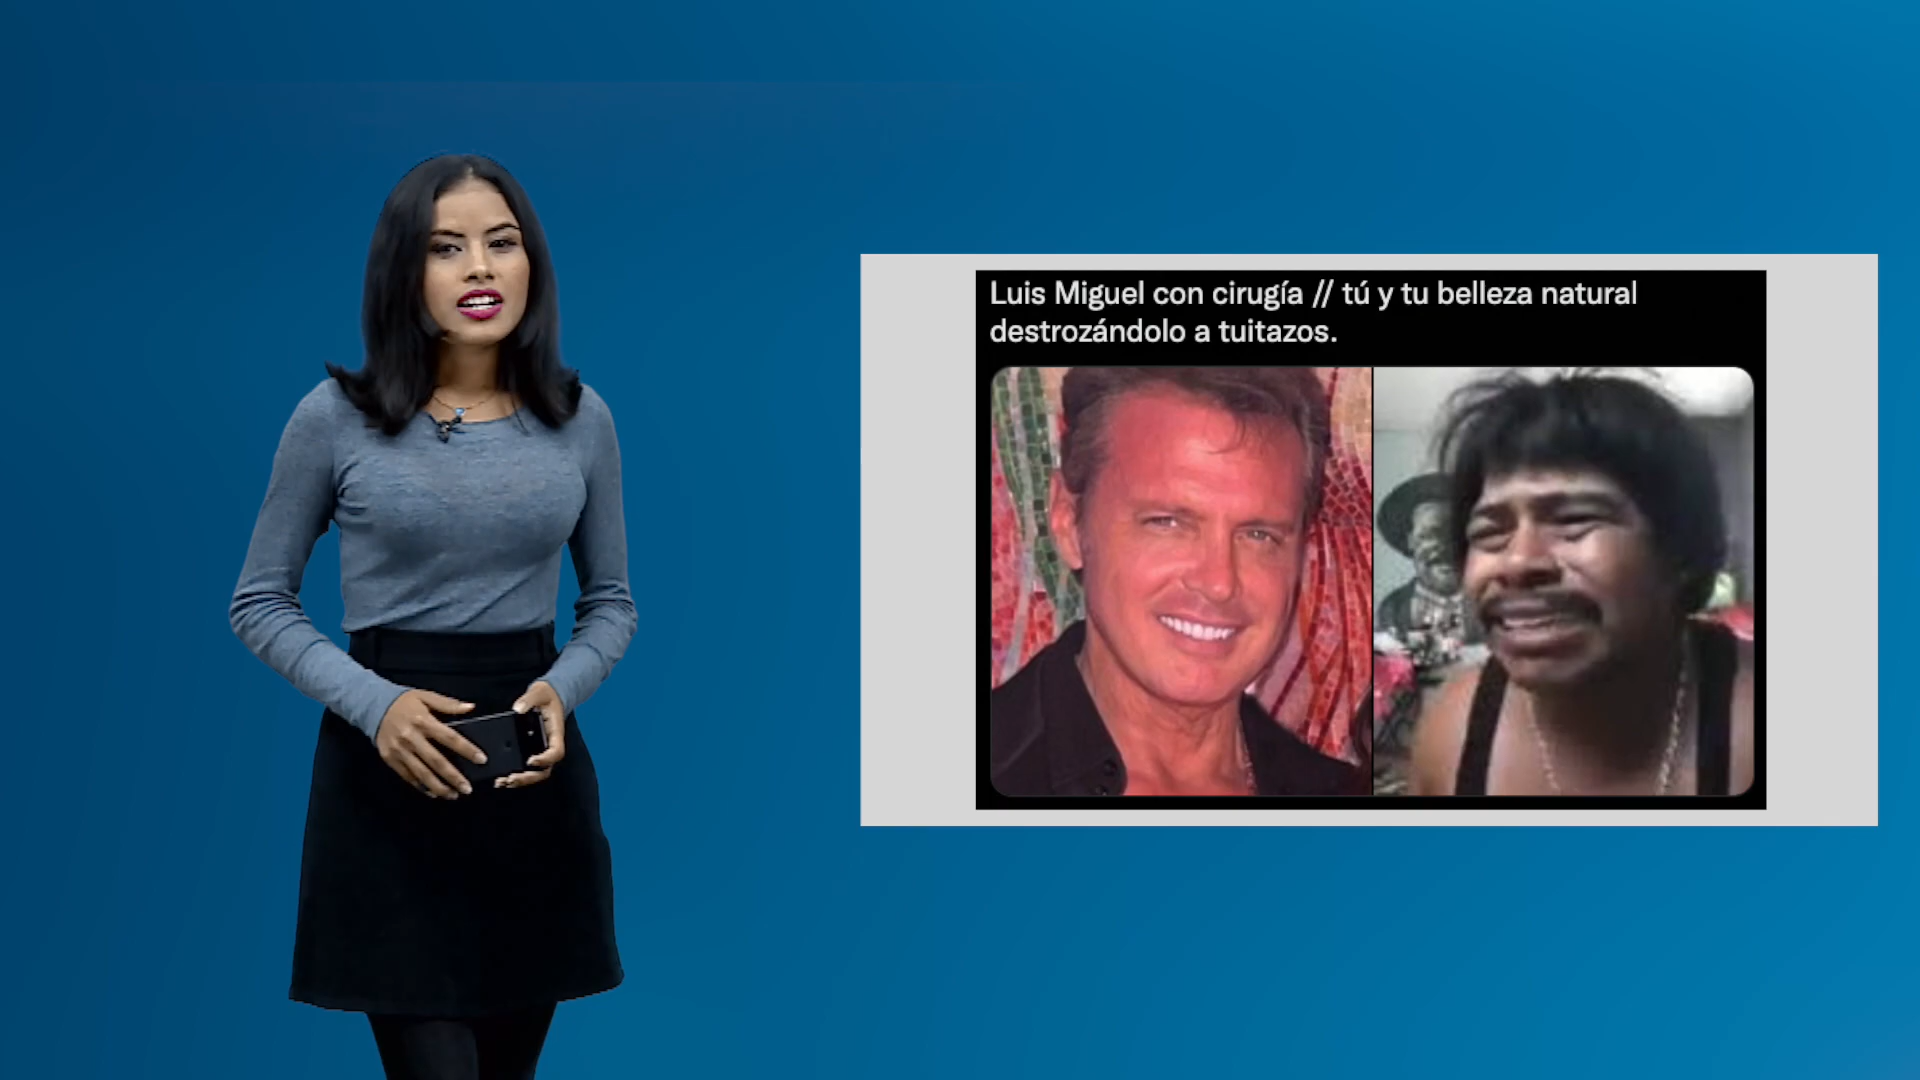 Luis Miguel con cirugía // tú y tu belleza natural
destrozándolo a tuitazos.